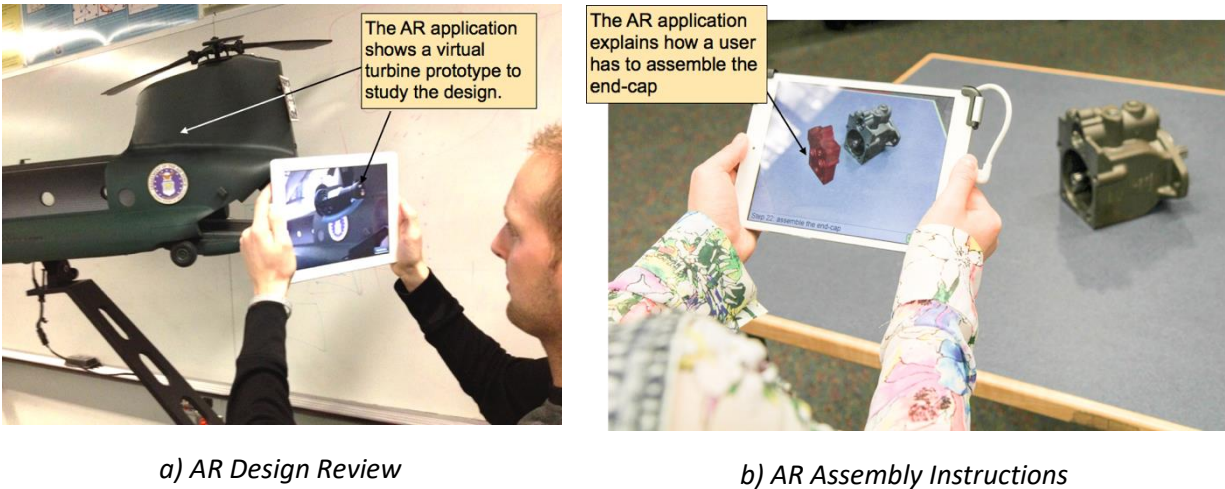 The AR application
shows a virtual
turbine prototype to
study the design.
The AR application
explains how a user
has to assemble the
end-cap
Step 22: assemble the end-cap
a) AR Design Review
b) AR Assembly Instructions